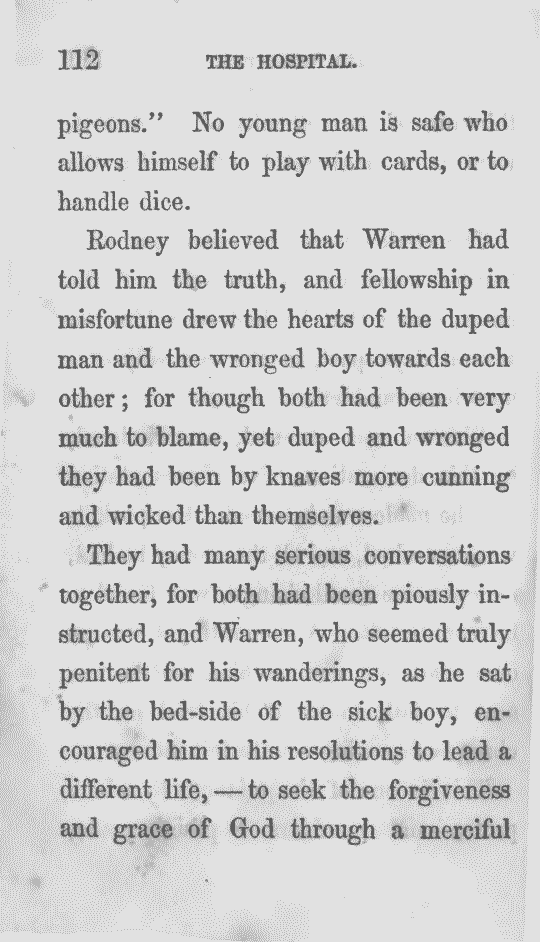 112 THE HOSPITAL.
pigeons." No young man is safe who
allows himself to play with cards, or to
handle dice.
Rodney believed that Warren had
told him the truth, and fellowship in
misfortune drew the hearts of the duped
man and the wronged boy towards each
other; for though both had been very
much to blame, yet duped and wronged
they had been by knaves more cunning
and wicked than themselves.
They had many serious conversations
together, for both had been piously in-
structed, and Warren, who seemed truly
penitent for his wanderings, as he sat
by the bed-side of the sick boy, en-
couraged him in his resolutions to lead a
different life, — to seek the forgiveness
and grace of God through a merciful